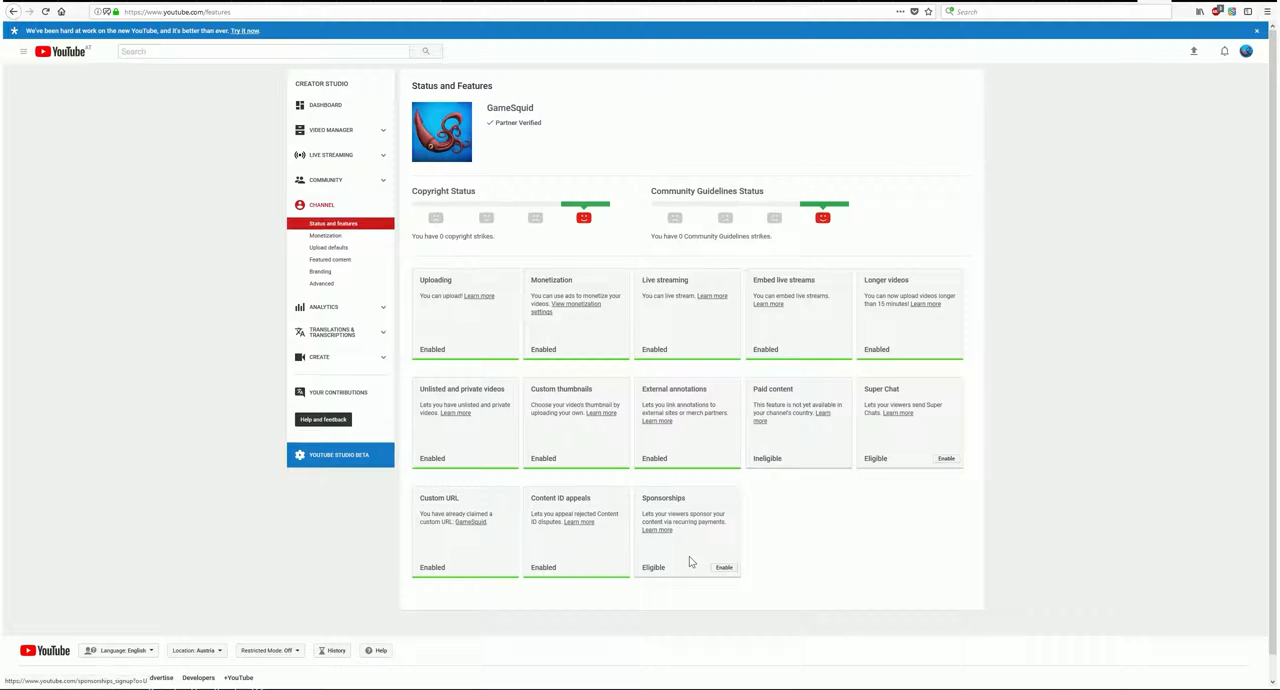 https://www.youtube.com/features
Search
We've been hard at work on the new YouTube, and it's better than ever. Try it now.
YouTube AT
Search
CREATOR STUDIO
DASHBOARD
VIDEO MANAGER
LIVE STREAMING
COMMUNITY
CHANNEL
Status and features
Monetization
Upload defaults
Featured content
Branding
Advanced
ANALYTICS
TRANSLATIONS &
TRANSCRIPTIONS
CREATE
YOUR CONTRIBUTIONS
Help and feedback
YOUTUBE STUDIO BETA
Status and Features
GameSquid
Partner Verified
Copyright Status
You have 0 copyright strikes.
Community Guidelines Status
You have 0 Community Guidelines strikes.
Uploading
You can upload! Learn more
Enabled
Monetization
You can use ads to monetize your
videos. View monetization
settings
Enabled
Live streaming
You can live stream. Learn more
Enabled
Embed live streams
You can embed live streams.
Learn more
Enabled
Longer videos
You can now upload videos longer
than 15 minutes! Learn more
Enabled
Unlisted and private videos
Lets you have unlisted and private
videos. Learn more
Enabled
Custom thumbnails
Choose your video's thumbnail by
uploading your own. Learn more
Enabled
External annotations
Lets you link annotations to
external sites or merch partners.
Learn more
Enabled
Paid content
This feature is not yet available in
your channel's country. Learn
more
Ineligible
Super Chat
Lets your viewers send Super
Chats. Learn more
Eligible
Enable
Custom URL
You have already claimed a
custom URL: GameSquid.
Enabled
Content ID appeals
Lets you appeal rejected Content
ID disputes. Learn more
Enabled
Sponsorships
Lets your viewers sponsor your
content via recurring payments.
Learn more
Eligible
Enable
YouTube
Language: English
Location: Austria
Restricted Mode: Off
History
Help
dvertise
Developers
+YouTube